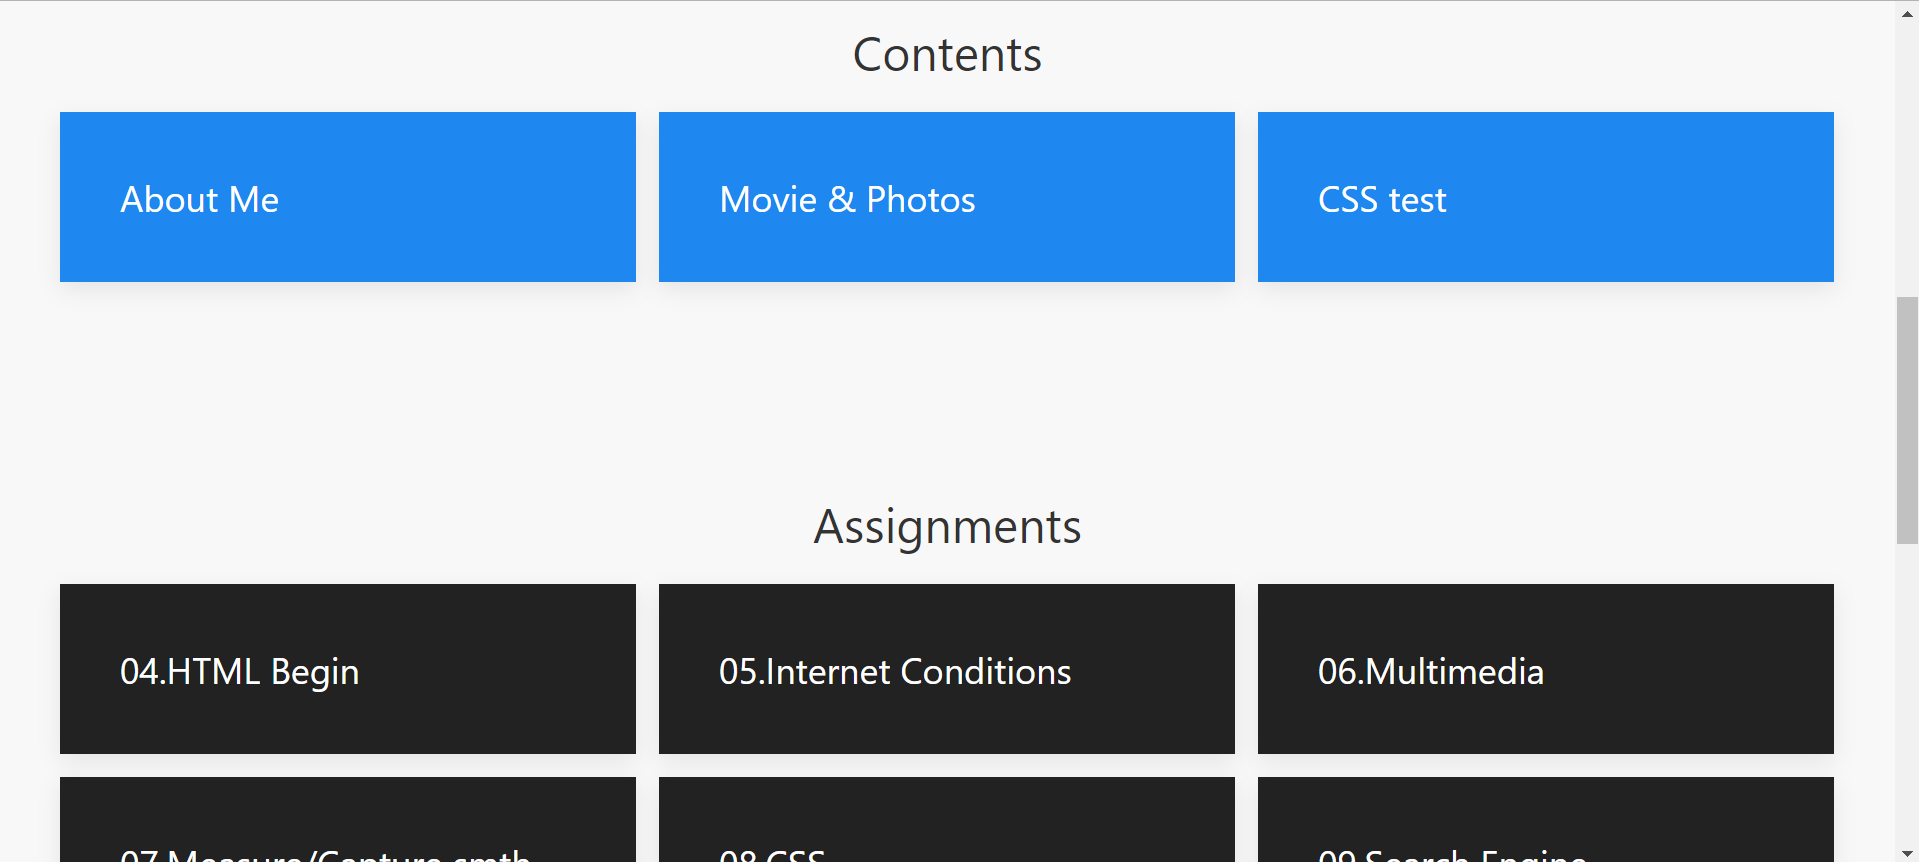 Contents
About Me
Movie & Photos
CSS test
Assignments
04.HTML Begin
05.Internet Conditions
06.Multimedia
07.Measure/Capture smth
08.CSS
09.Search Engine